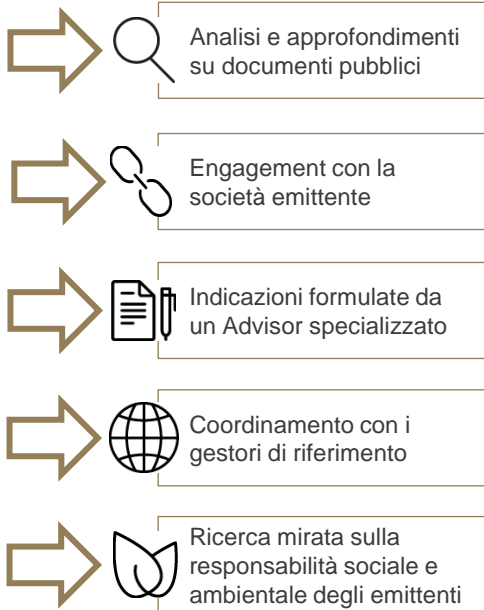 Analisi e approfondimenti
su documenti pubblici
Engagement con la
società emittente
Indicazioni formulate da
un Advisor specializzato
Coordinamento con i
gestori di riferimento
Ricerca mirata sulla
responsabilità sociale e
ambientale degli emittenti